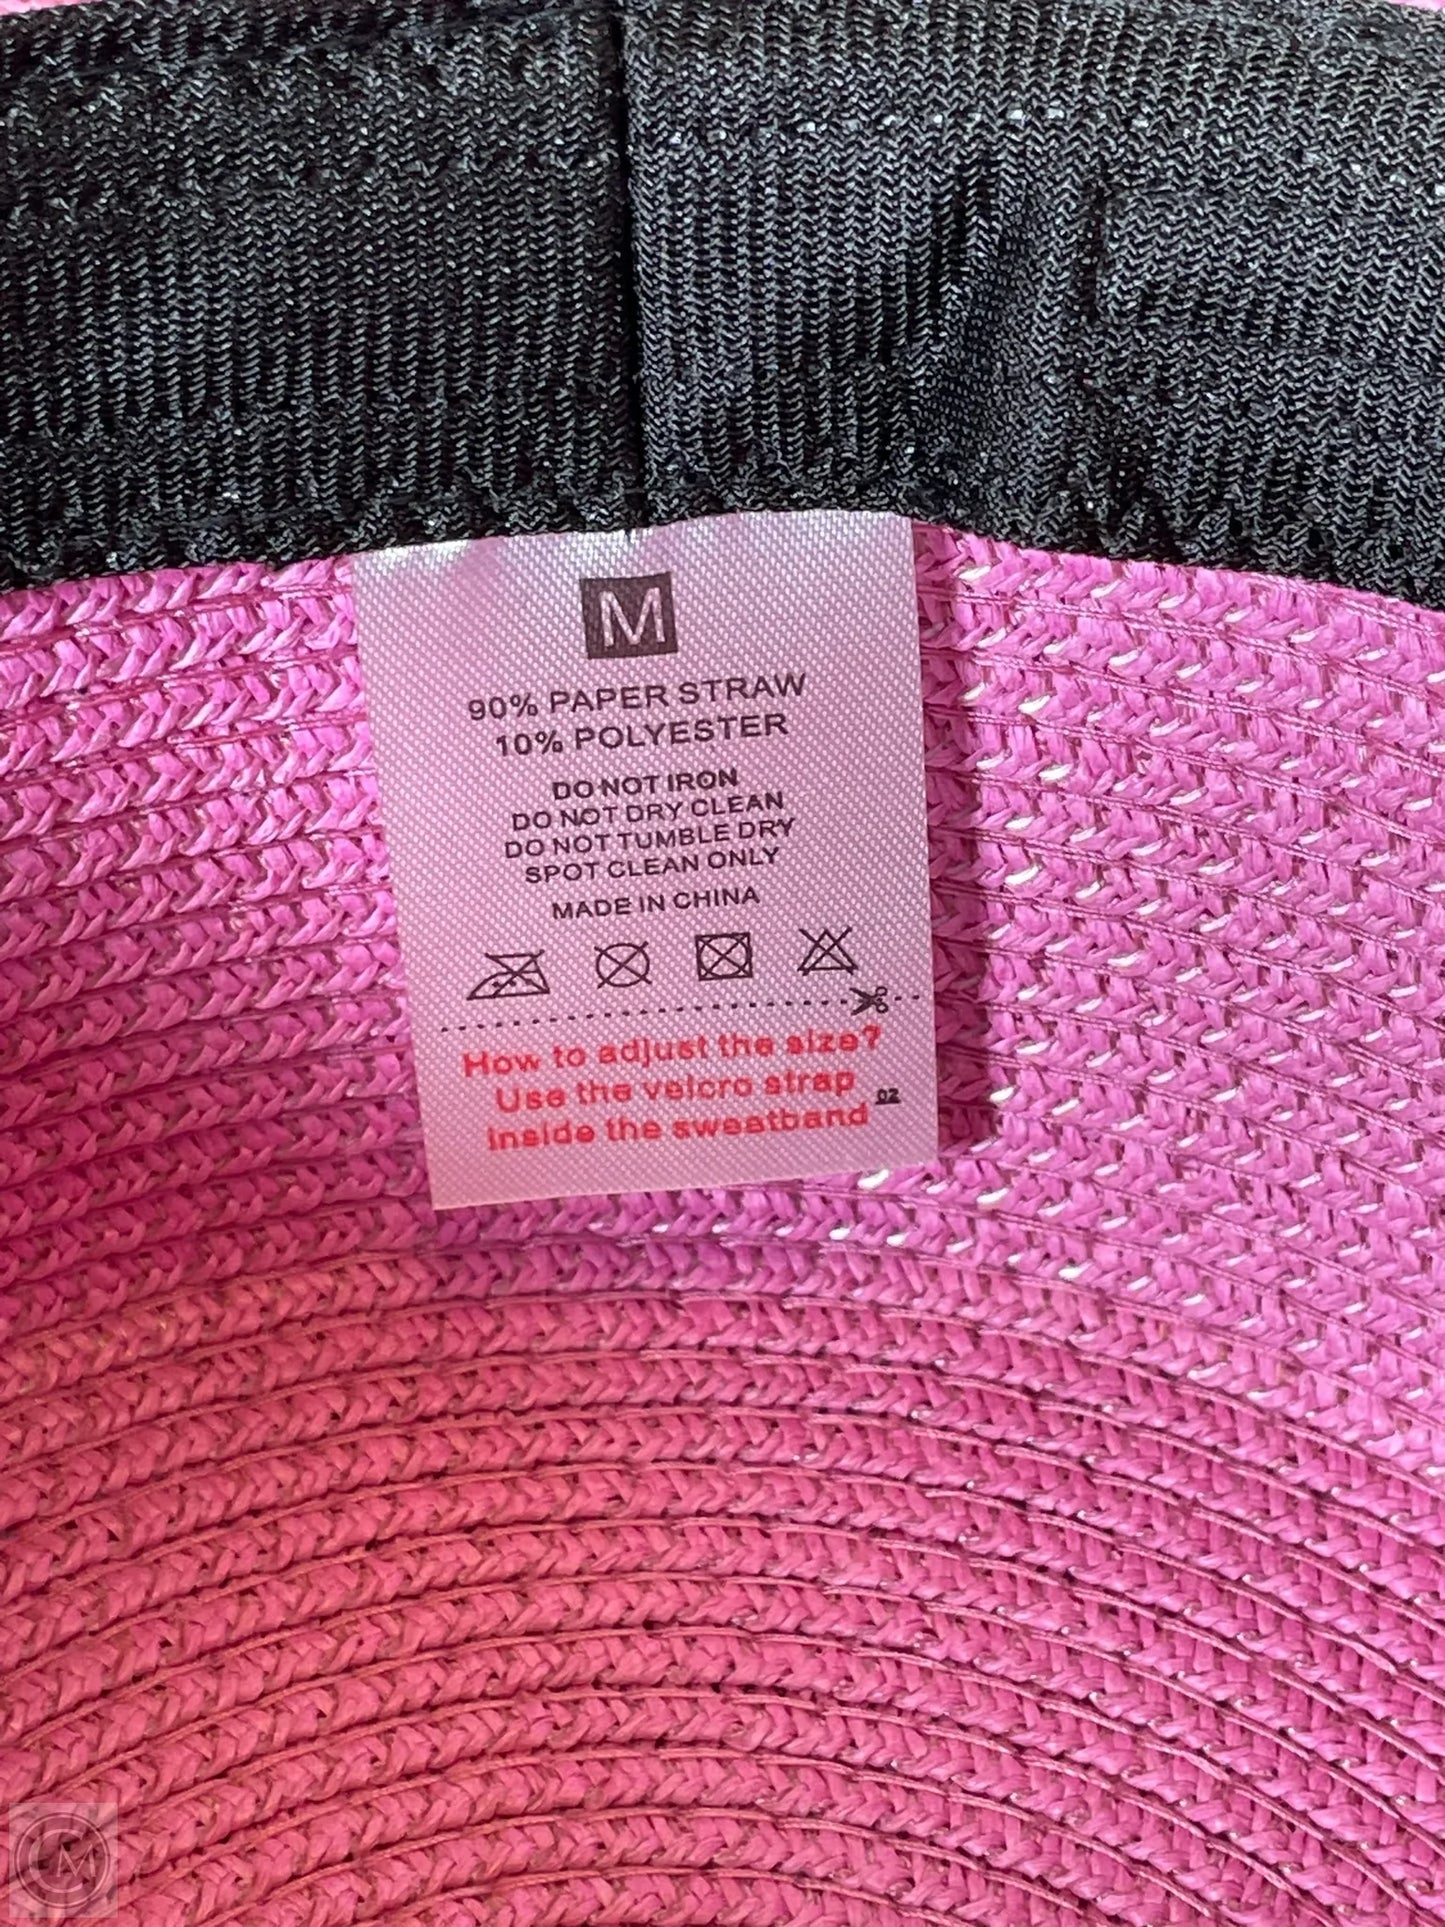 M
90% PAPER STRAW
10% POLYESTER
DO NOT IRON
DO NOT DRY CLEAN
DO NOT TUMBLE DRY
SPOT CLEAN ONLY
MADE IN CHINA
How to adjust the size?
Use the velcro strap
inside the sweatband 02